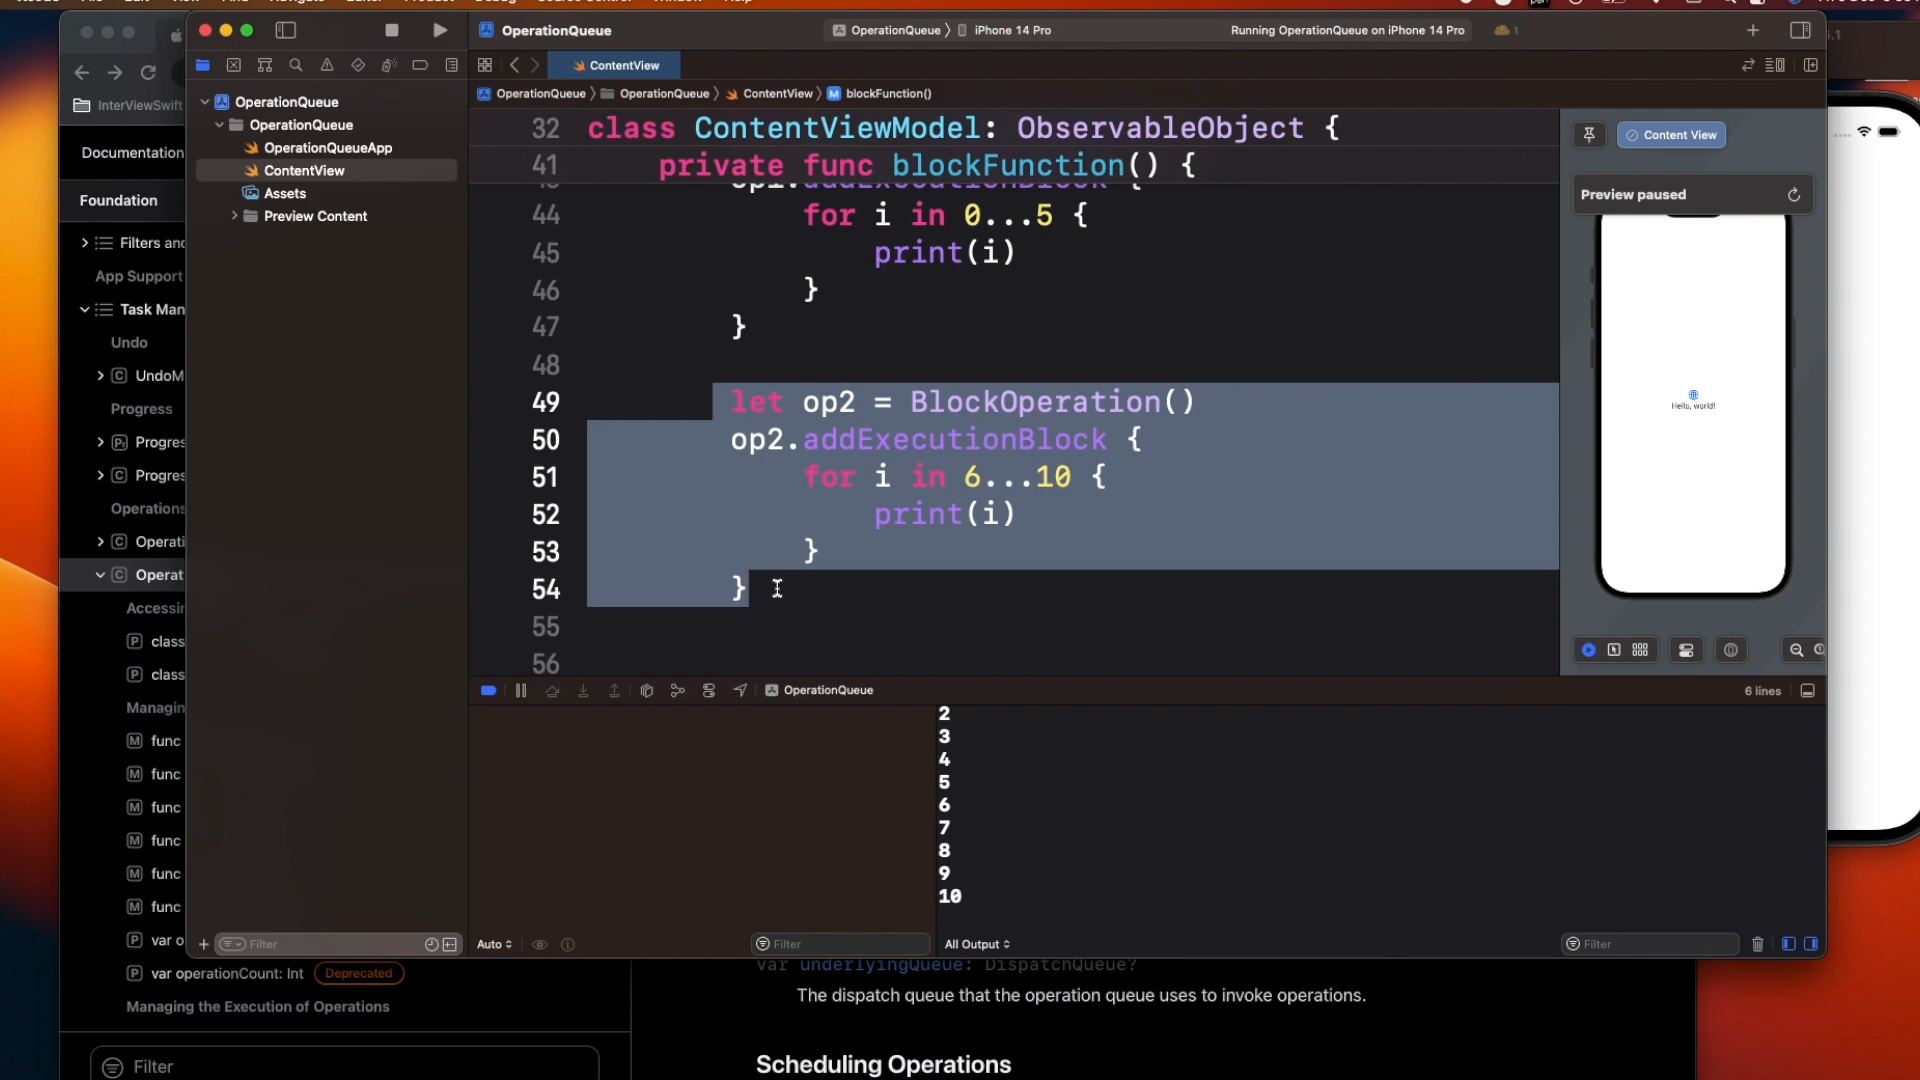 OperationQueue
OperationQueue
iPhone 14 Pro
Running OperationQueue on iPhone 14 Pro
1
ContentView
OperationQueue
OperationQueue
ContentView
blockFunction()
OperationQueue
OperationQueue
OperationQueueApp
ContentView
Assets
Preview Content
Filter
32 class ContentViewModel: ObservableObject {
41 private func blockFunction() {
44 for i in 0...5 {
45 print(i)
46 }
47 }
48
49 let op2 = BlockOperation()
50 op2.addExecutionBlock {
51 for i in 6...10 {
52 print(i)
53 }
54 }
55
56
Content View
Preview paused
Hello, world!
OperationQueue
6 lines
2
3
4
5
6
7
8
9
10
Auto
Filter
All Output
Filter
InterViewSwift
Documentation
Foundation
Filters and
App Support
Task Man
Undo
UndoM
Progress
Progres
Progres
Operations
Operati
Operat
Accessin
class
class
Managin
func
func
func
func
func
func
var o
var operationCount: Int Deprecated
Managing the Execution of Operations
Filter
var underlyingQueue: DispatchQueue?
The dispatch queue that the operation queue uses to invoke operations.
Scheduling Operations